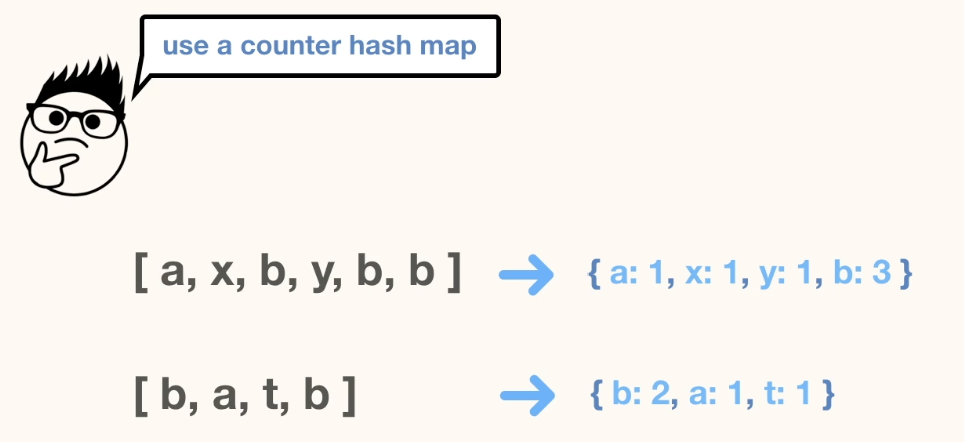 use a counter hash map
[ a, x, b, y, b, b ] → { a: 1, x: 1, y: 1, b: 3 }
[ b, a, t, b ] → { b: 2, a: 1, t: 1 }